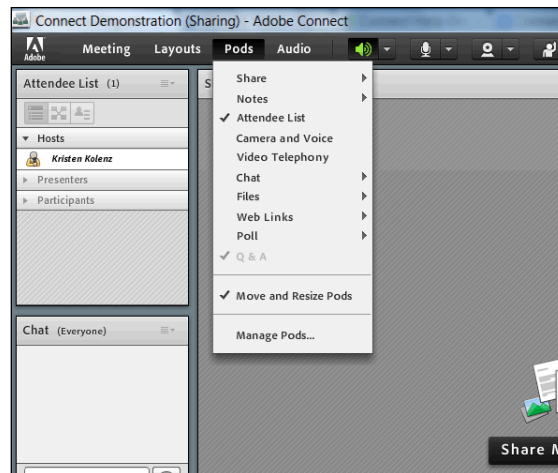 Connect Demonstration (Sharing) - Adobe Connect
Adobe
Meeting Layouts Pods Audio
Attendee List (1)
S
Hosts
Kristen Kolenz
Presenters
Participants
Share
Notes
Attendee List
Camera and Voice
Video Telephony
Chat
Files
Web Links
Poll
Q & A
Move and Resize Pods
Manage Pods...
Chat (Everyone)
Share M